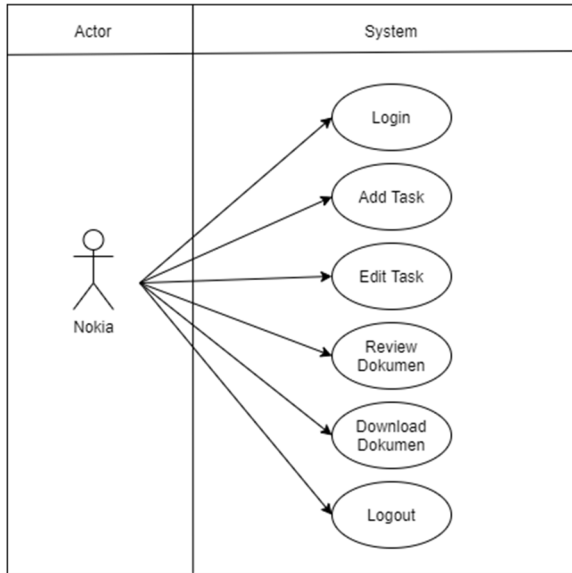 Actor
System
Login
Add Task
Edit Task
Nokia
Review
Dokumen
Download
Dokumen
Logout